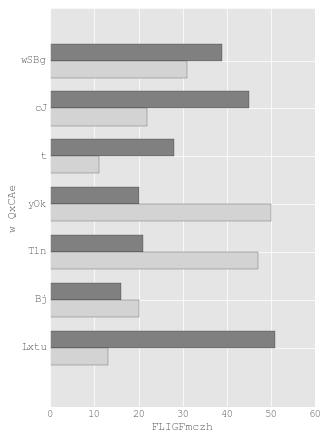 wSBg
oJ
t
yOk
Tln
Bj
Lxtu
w QxCAe
0 10 20 30 40 50 60
FLIGFmczh